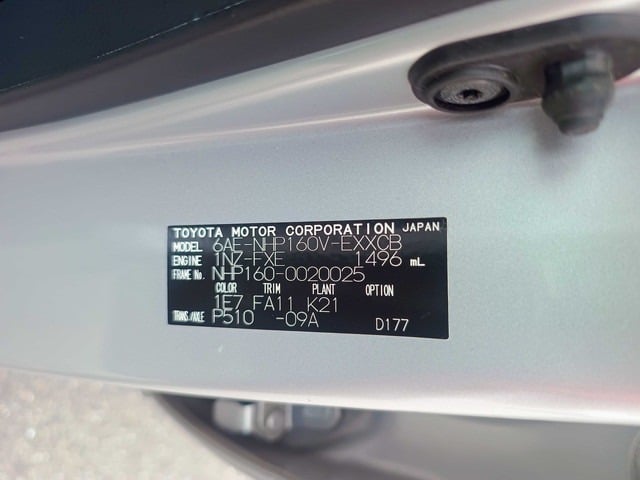 TOYOTA MOTOR CORPORATION JAPAN
MODEL 6AE-NHP160V-EXXCB
ENGINE 1NZ-FXE 1496 mL
FRAME No. NHP160-0020025
COLOR TRIM PLANT OPTION
1E7 FA11 K21
TRANS/AXLE P510 -09A D177